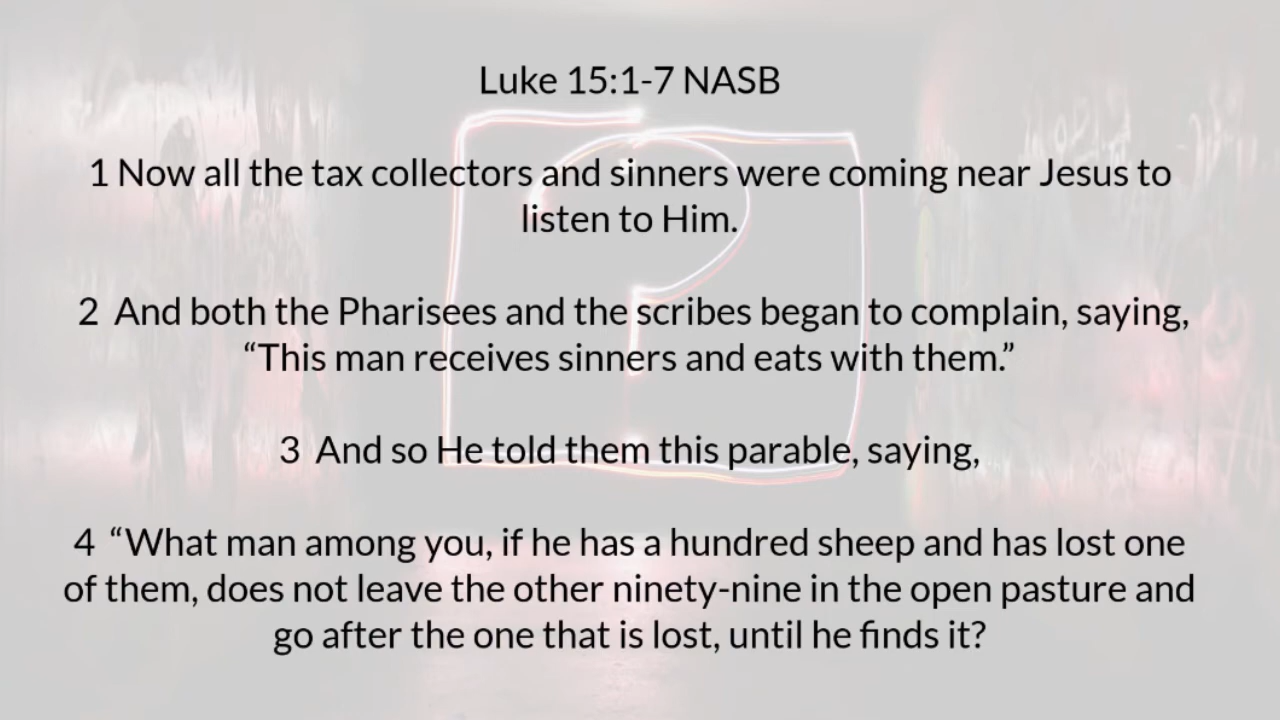 Luke 15:1-7 NASB
1 Now all the tax collectors and sinners were coming near Jesus to
listen to Him.
2 And both the Pharisees and the scribes began to complain, saying,
“This man receives sinners and eats with them.”
3 And so He told them this parable, saying,
4 “What man among you, if he has a hundred sheep and has lost one
of them, does not leave the other ninety-nine in the open pasture and
go after the one that is lost, until he finds it?